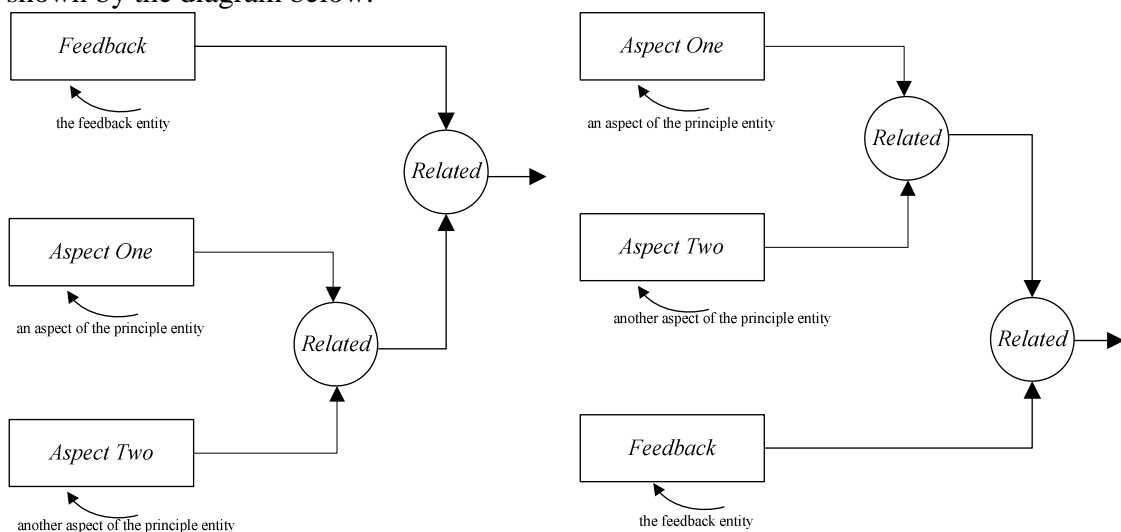 shown by the diagram below.
Feedback
the feedback entity
Related
Aspect One
an aspect of the principle entity
Related
Aspect Two
another aspect of the principle entity
Aspect One
an aspect of the principle entity
Related
Aspect Two
another aspect of the principle entity
Related
Feedback
the feedback entity